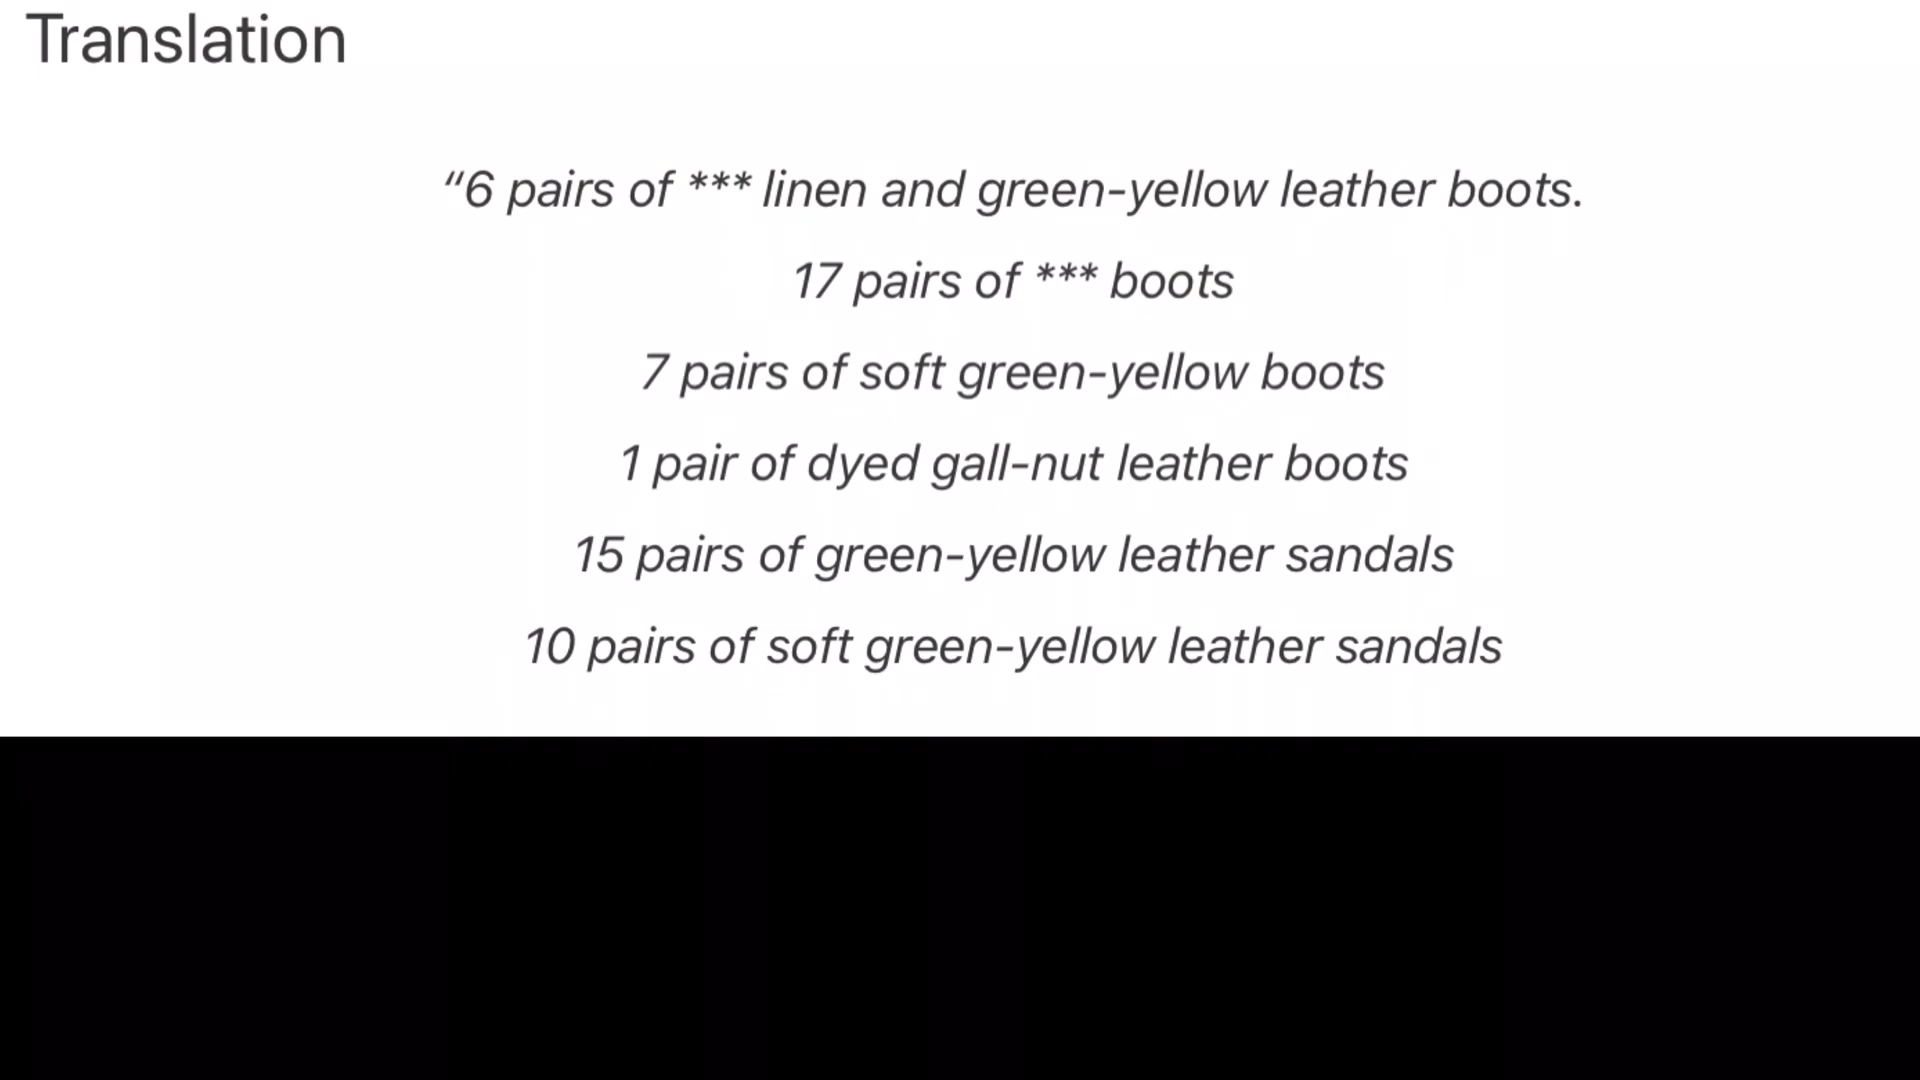 Translation
“6 pairs of *** linen and green-yellow leather boots.
17 pairs of *** boots
7 pairs of soft green-yellow boots
1 pair of dyed gall-nut leather boots
15 pairs of green-yellow leather sandals
10 pairs of soft green-yellow leather sandals